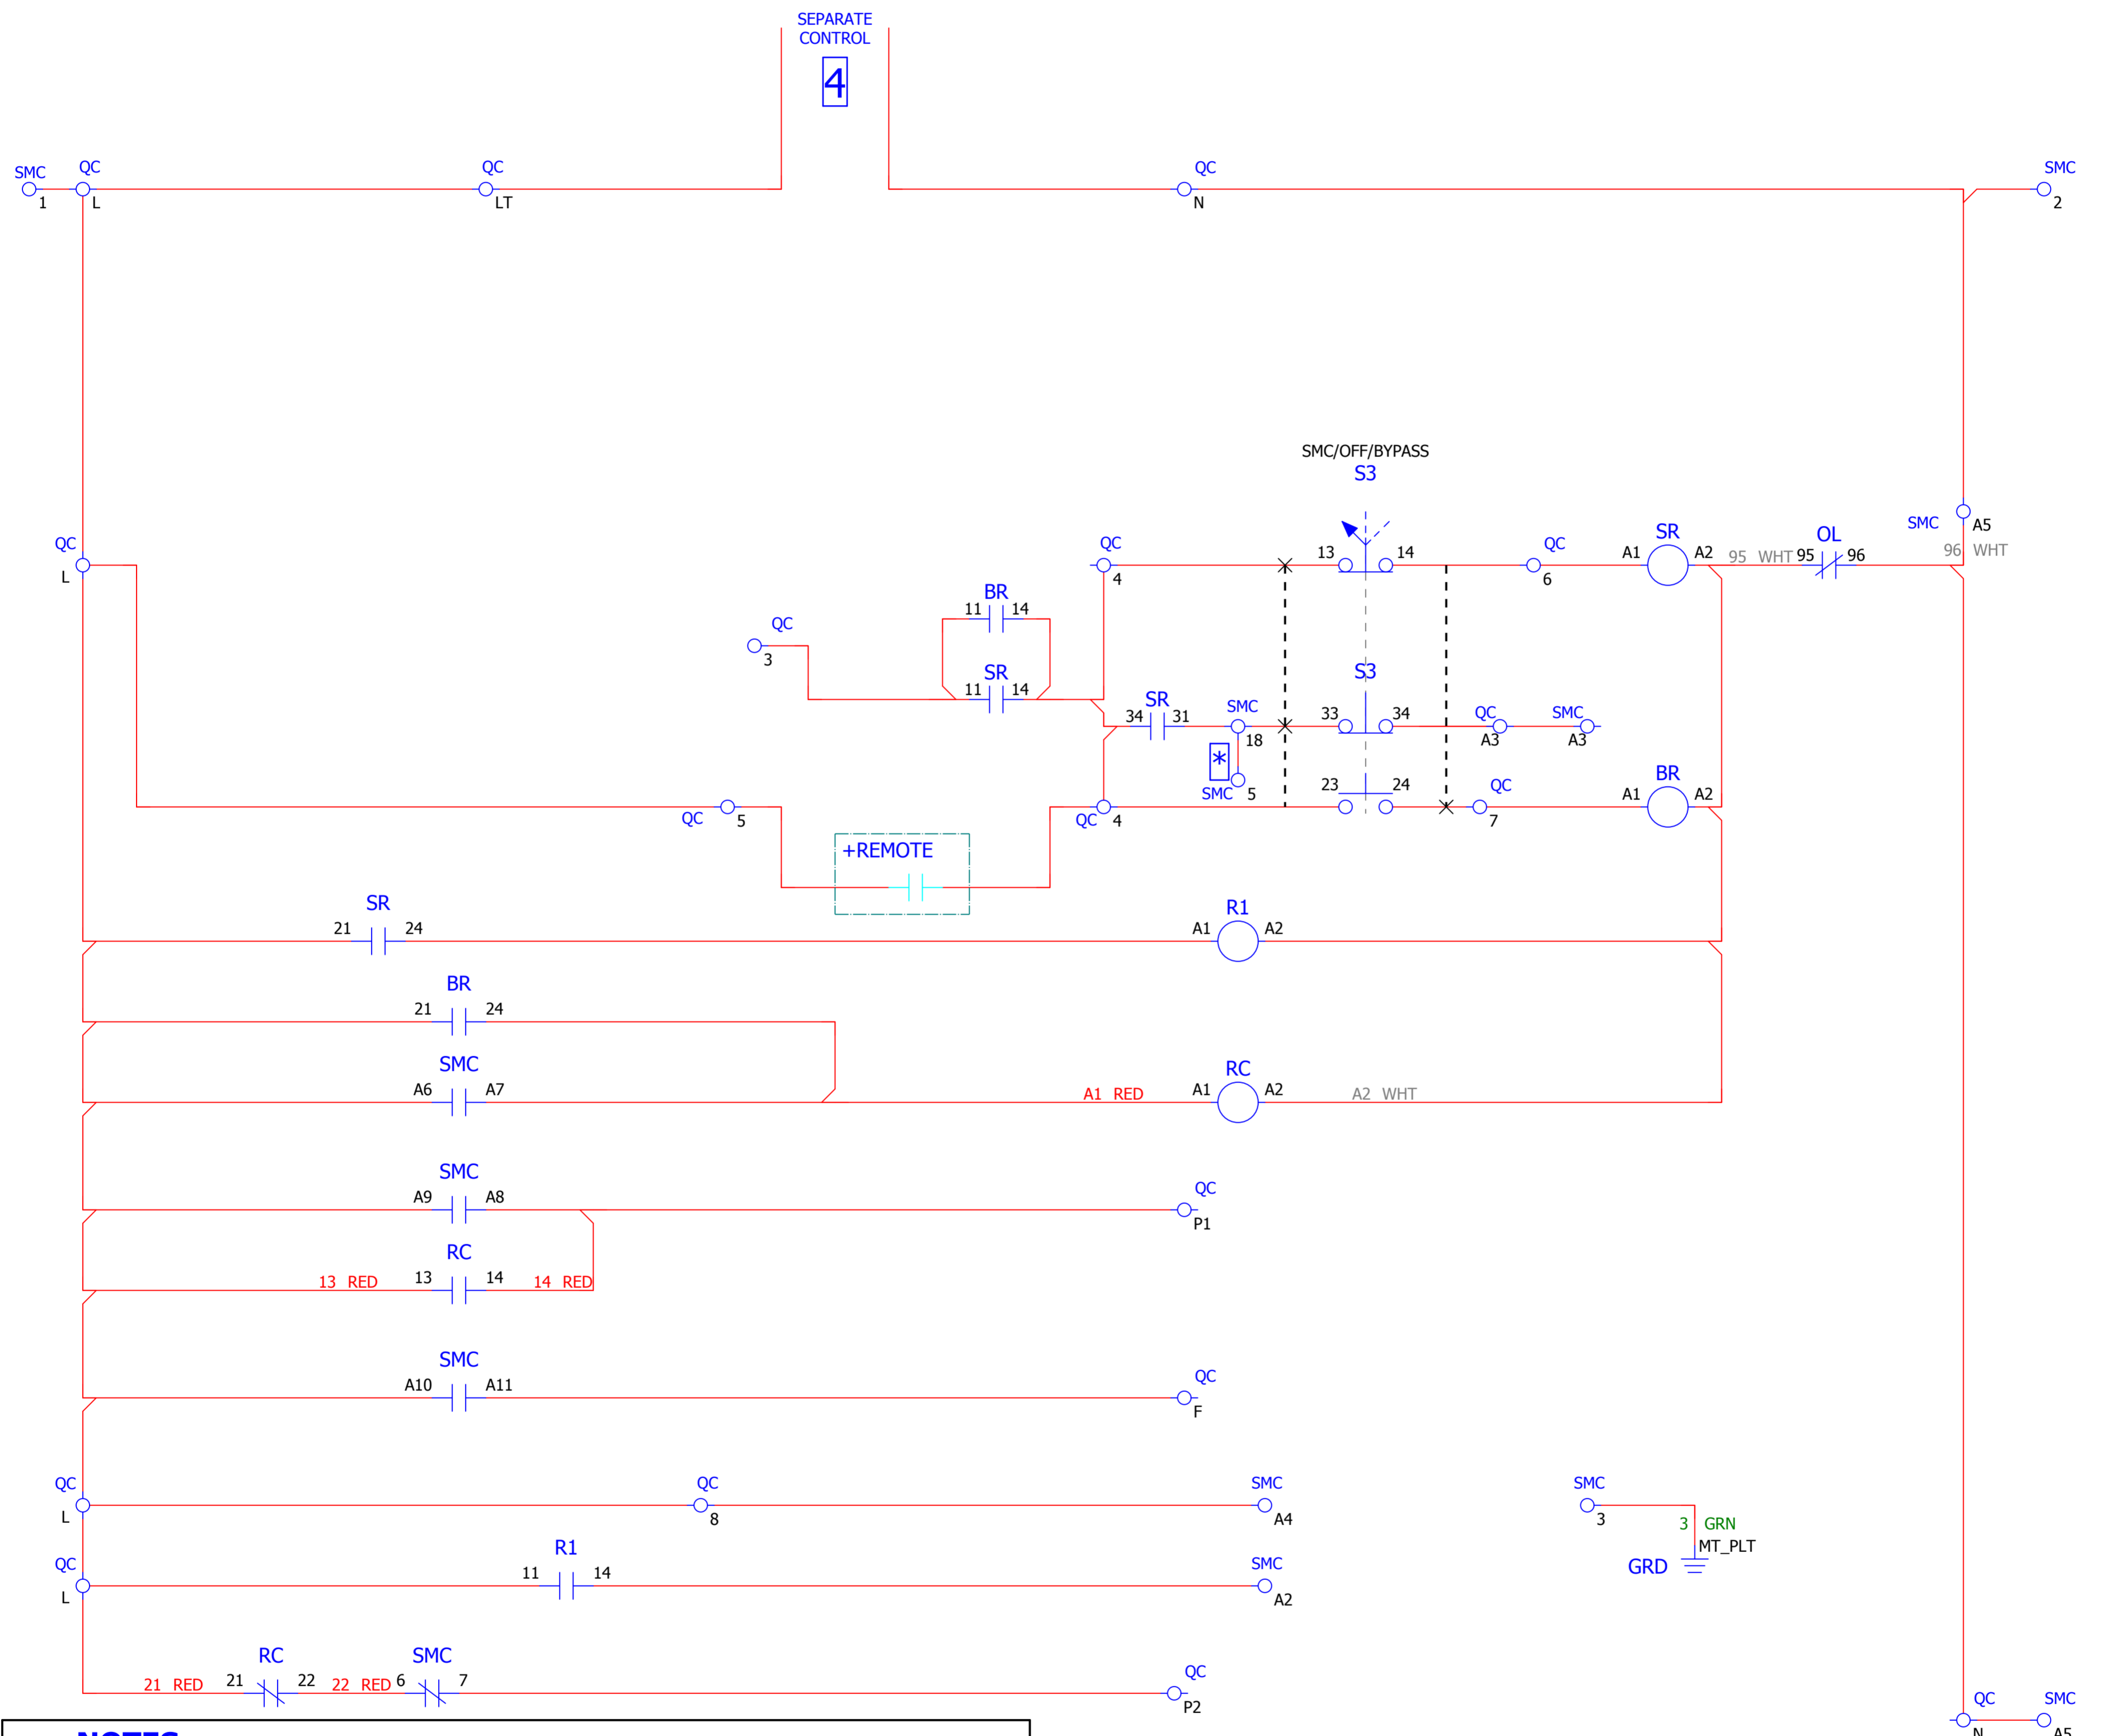 SEPARATE
CONTROL
4
SMC
1
QC
L
QC
LT
QC
N
SMC
2
SMC/OFF/BYPASS
S3
QC
L
QC
4
13
14
QC
6
A1
SR
A2
95 WHT
95
OL
96
SMC
A5
96 WHT
QC
3
BR
11
14
SR
11
14
SR
34
31
SMC
18
*
SMC 5
S3
33
34
QC
A3
SMC
A3
QC
5
QC
4
23
24
QC
7
A1
BR
A2
+REMOTE
SR
21
24
R1
A1
A2
BR
21
24
SMC
A6
A7
A1 RED
RC
A1
A2
A2 WHT
SMC
A9
A8
QC
P1
RC
13 RED
13
14
14 RED
SMC
A10
A11
QC
F
QC
L
QC
8
SMC
A4
SMC
3
3 GRN
MT_PLT
GRD
QC
L
R1
11
14
SMC
A2
21 RED
RC
21
22
22 RED
SMC
6
7
QC
P2
QC
N
SMC
A5
NOTES